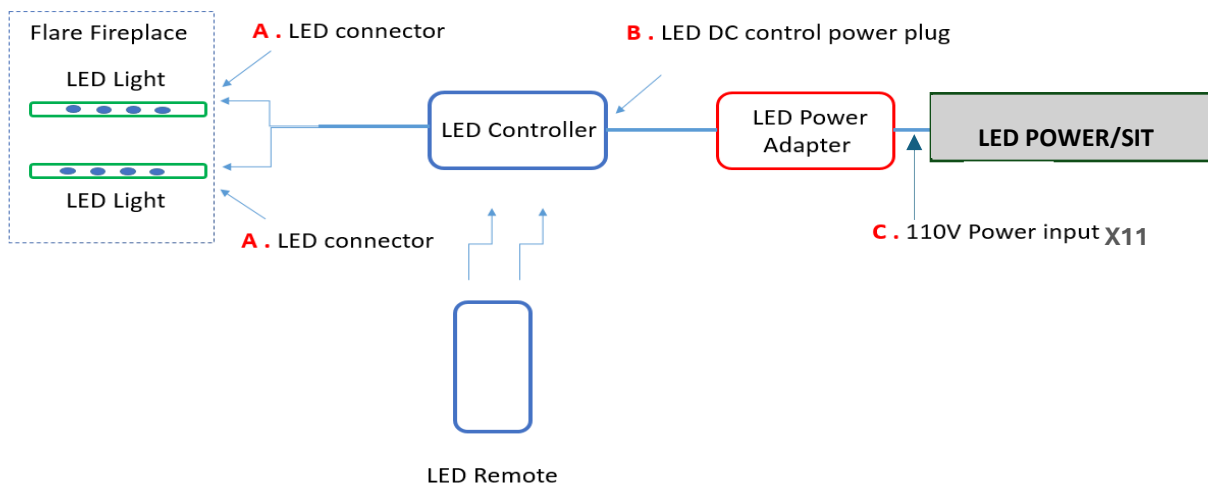 Flare Fireplace
A . LED connector
B . LED DC control power plug
LED Light
LED Controller
LED Power
Adapter
LED POWER/SIT
LED Light
A . LED connector
C . 110V Power input X11
LED Remote